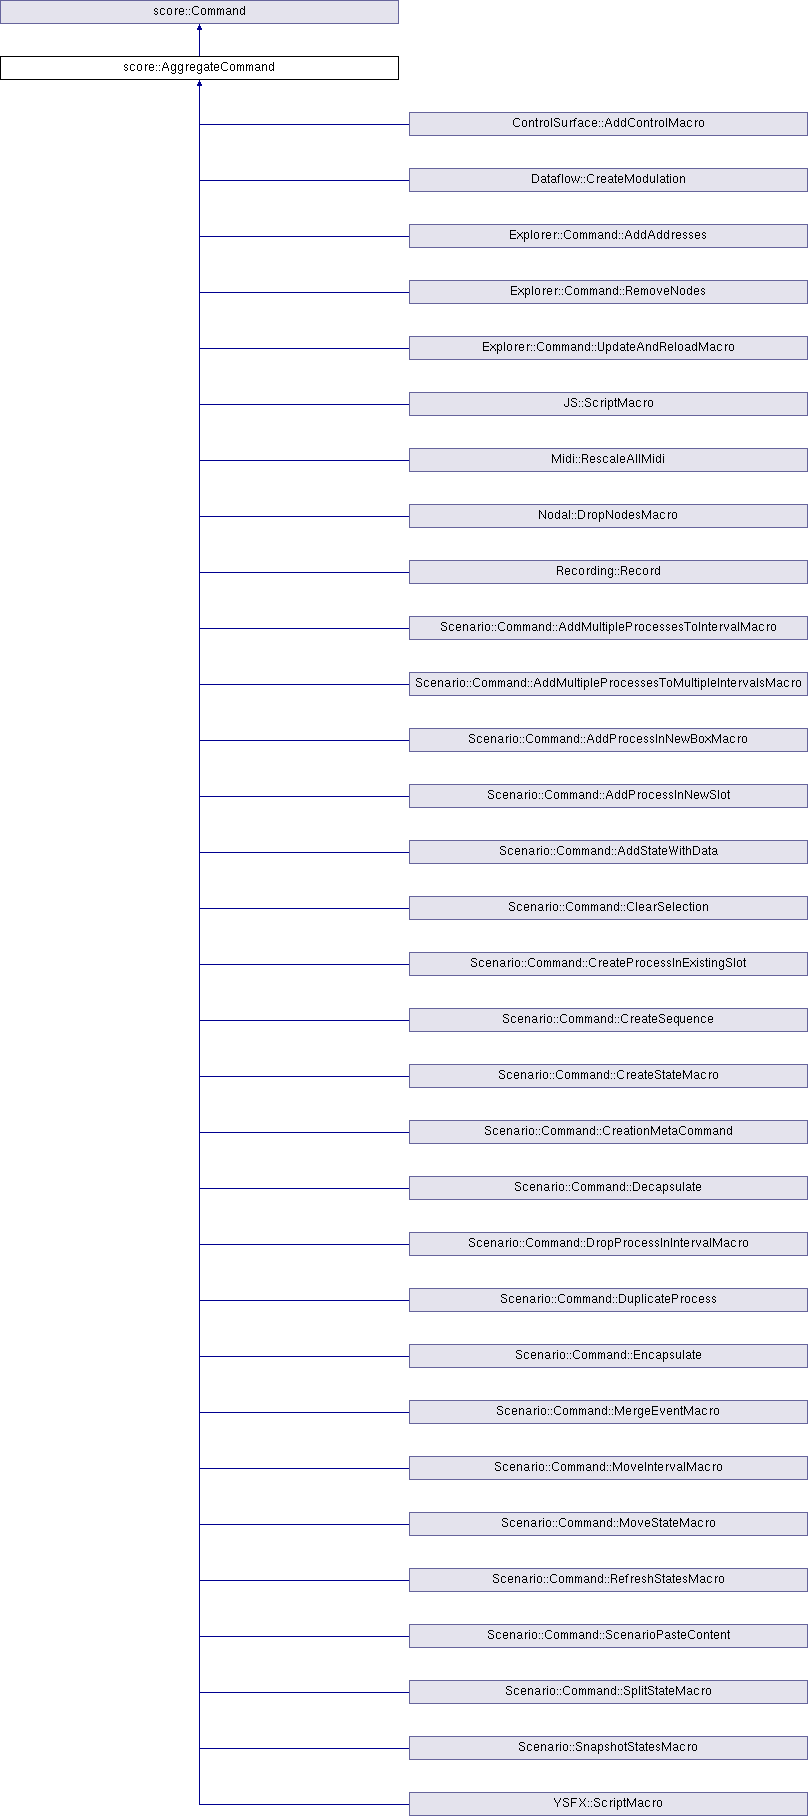 score::Command
score::AggregateCommand
ControlSurface::AddControlMacro
Dataflow::CreateModulation
Explorer::Command::AddAddresses
Explorer::Command::RemoveNodes
Explorer::Command::UpdateAndReloadMacro
JS::ScriptMacro
Midi::RescaleAllMidi
Nodal::DropNodesMacro
Recording::Record
Scenario::Command::AddMultipleProcessesToIntervalMacro
Scenario::Command::AddMultipleProcessesToMultipleIntervalsMacro
Scenario::Command::AddProcessInNewBoxMacro
Scenario::Command::AddProcessInNewSlot
Scenario::Command::AddStateWithData
Scenario::Command::ClearSelection
Scenario::Command::CreateProcessInExistingSlot
Scenario::Command::CreateSequence
Scenario::Command::CreateStateMacro
Scenario::Command::CreationMetaCommand
Scenario::Command::Decapsulate
Scenario::Command::DropProcessInIntervalMacro
Scenario::Command::DuplicateProcess
Scenario::Command::Encapsulate
Scenario::Command::MergeEventMacro
Scenario::Command::MoveIntervalMacro
Scenario::Command::MoveStateMacro
Scenario::Command::RefreshStatesMacro
Scenario::Command::ScenarioPasteContent
Scenario::Command::SplitStateMacro
Scenario::SnapshotStatesMacro
YSFX::ScriptMacro